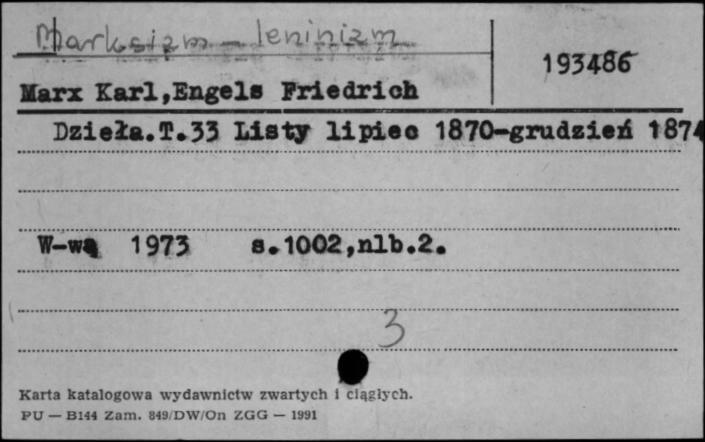 Marksizm-leninizm
193486
Marx Karl,Engels Friedrich
Dzieła.T.33 Listy lipiec 1870-grudzień 1874
W-wa 1973 s.1002,nlb.2.
3
Karta katalogowa wydawnictw zwartych i ciągłych.
PU — B144 Zam. 849/DW/On ZGG — 1991